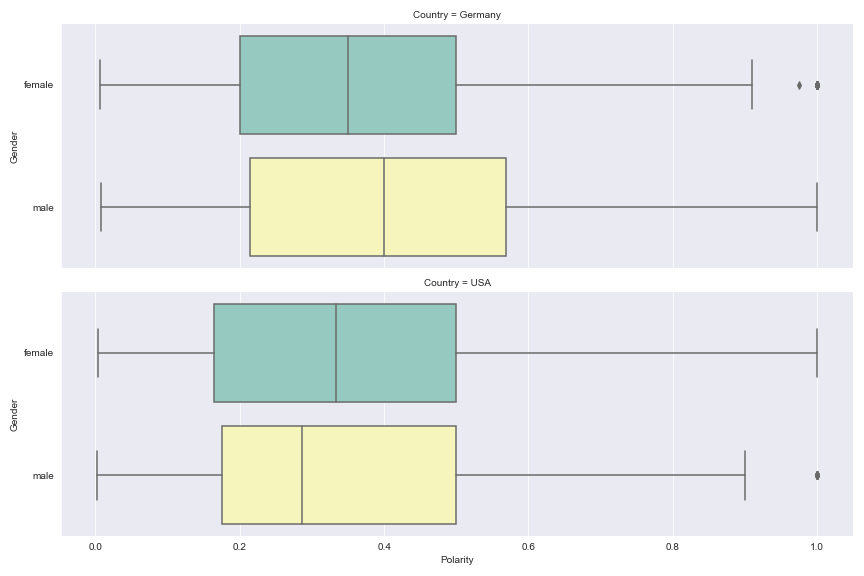 Country = Germany
female
Gender
male
Country = USA
female
Gender
male
0.0 0.2 0.4 0.6 0.8 1.0
Polarity